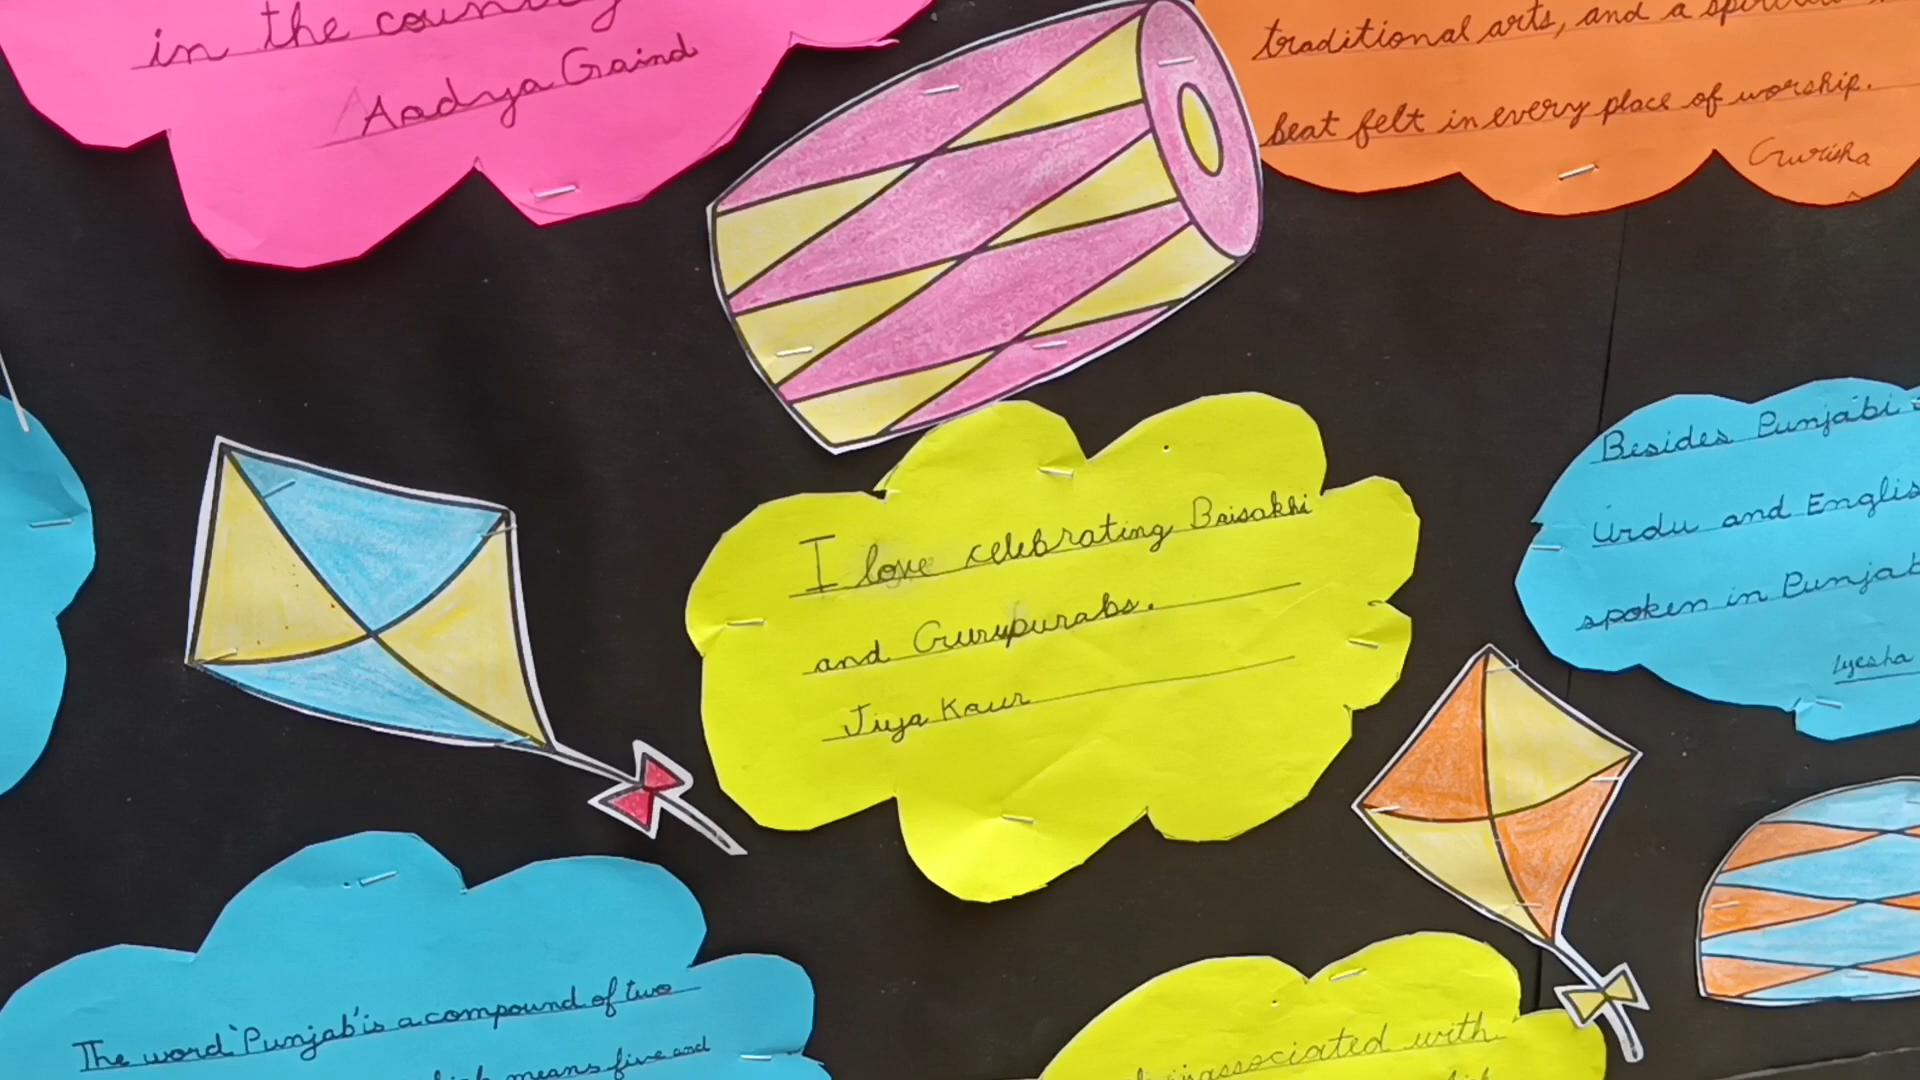 in the country
Aadya Graind
traditional arts, and a
beat felt in every place of worship.
Gurisha
I love celebrating Baisakhi
and Gurupurabs.
Jiya Kaur
Besides Punjabi
Urdu and Englis
spoken in Punjab
The word 'Punjab' is a compound of two
means five and
associated with